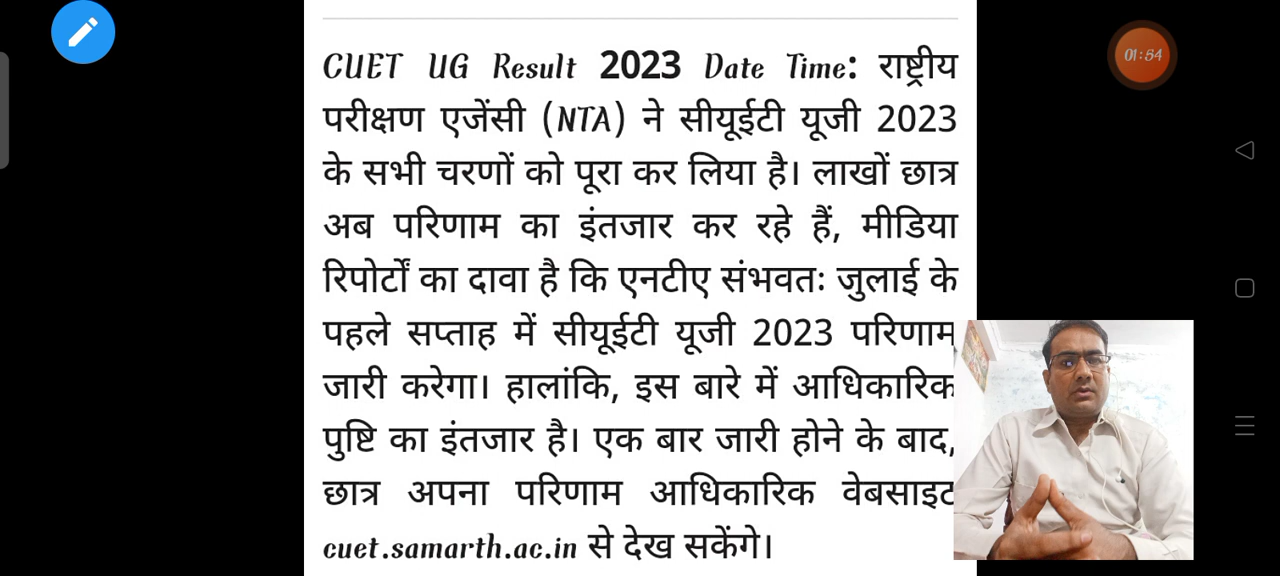 CUET UG Result 2023 Date Time: राष्ट्रीय
परीक्षण एजेंसी (NTA) ने सीयूईटी यूजी 2023
के सभी चरणों को पूरा कर लिया है। लाखों छात्र
अब परिणाम का इंतजार कर रहे हैं, मीडिया
रिपोर्टों का दावा है कि एनटीए संभवतः जुलाई के
पहले सप्ताह में सीयूईटी यूजी 2023 परिणाम
जारी करेगा। हालांकि, इस बारे में आधिकारिक
पुष्टि का इंतजार है। एक बार जारी होने के बाद,
छात्र अपना परिणाम आधिकारिक वेबसाइट
cuet.samarth.ac.in से देख सकेंगे।
01:54